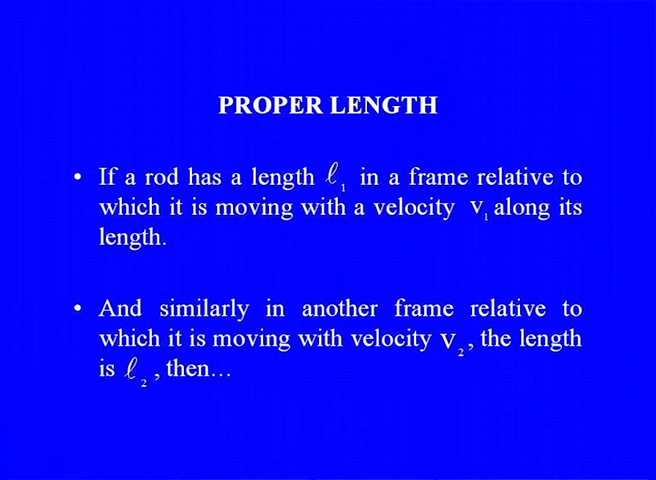 PROPER LENGTH
• If a rod has a length ℓ₁ in a frame relative to
which it is moving with a velocity v₁ along its
length.
• And similarly in another frame relative to
which it is moving with velocity v₂, the length
is ℓ₂, then…